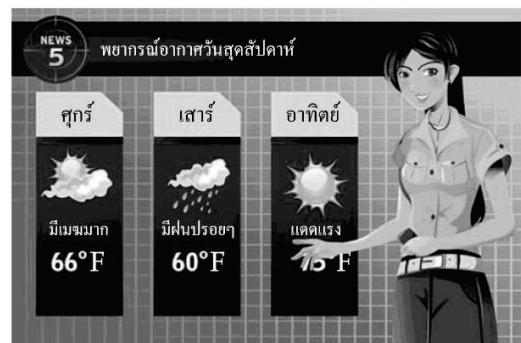 NEWS
5
พยากรณ์อากาศวันสุดสัปดาห์
ศุกร์
เสาร์
อาทิตย์
มีเมฆมาก
มีฝนปรอยๆ
แดดแรง
66°F
60°F
75°F